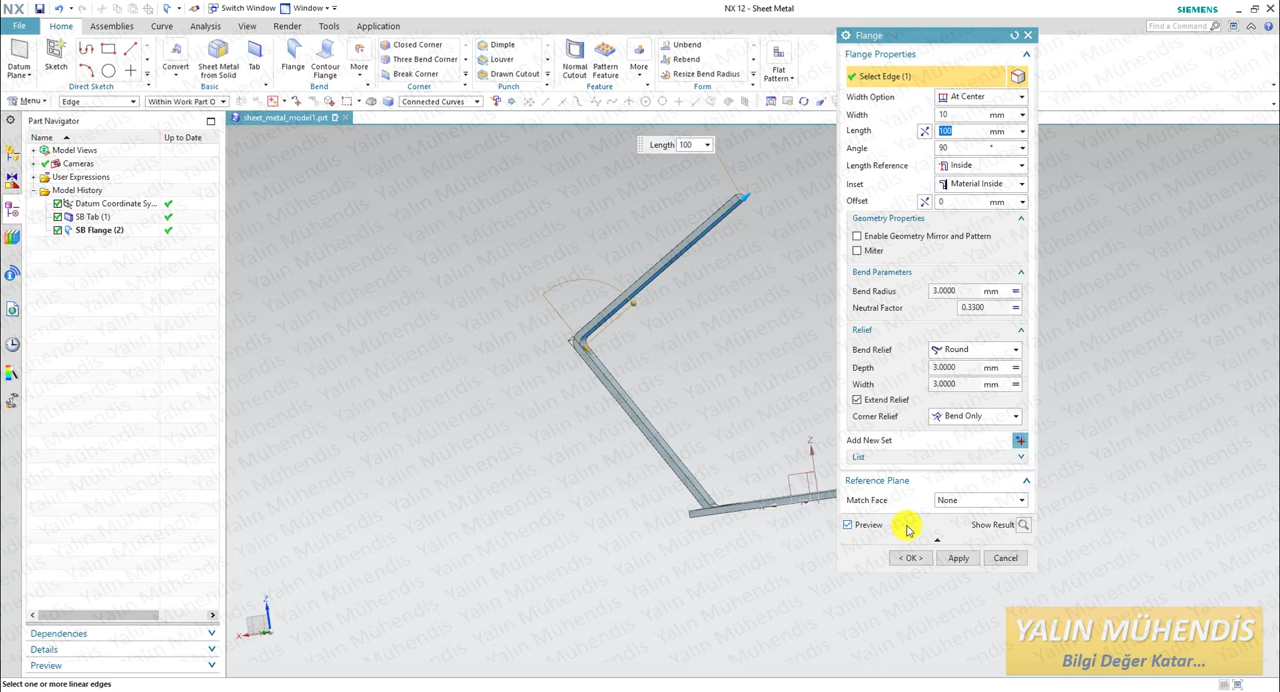 NX
Switch Window
Window
NX 12 - Sheet Metal
SIEMENS
File
Home
Assemblies
Curve
Analysis
View
Render
Tools
Application
Find a Command
Datum Plane
Sketch
Direct Sketch
Convert
Sheet Metal from Solid
Tab
Flange
Contour Flange
More
Bend
Closed Corner
Three Bend Corner
Break Corner
Corner
Dimple
Louver
Drawn Cutout
Punch
Normal Cutout
Pattern Feature
More
Feature
Unbend
Rebend
Resize Bend Radius
Form
Flat Pattern
Menu
Edge
Within Work Part O
Connected Curves
Part Navigator
Name
Up to Date
Model Views
Cameras
User Expressions
Model History
Datum Coordinate Sy...
SB Tab (1)
SB Flange (2)
Dependencies
Details
Preview
Select one or more linear edges
sheet_metal_model1.prt
Length 100
Z
Z
X
Flange
Flange Properties
Select Edge (1)
Width Option At Center
Width 10 mm
Length 100 mm
Angle 90 °
Length Reference Inside
Inset Material Inside
Offset 0 mm
Geometry Properties
Enable Geometry Mirror and Pattern
Miter
Bend Parameters
Bend Radius 3.0000 mm
Neutral Factor 0.3300
Relief
Bend Relief Round
Depth 3.0000 mm
Width 3.0000 mm
Extend Relief
Corner Relief Bend Only
Add New Set
List
Reference Plane
Match Face None
Preview
Show Result
< OK >
Apply
Cancel
YALIN MÜHENDİS
Bilgi Değer Katar...